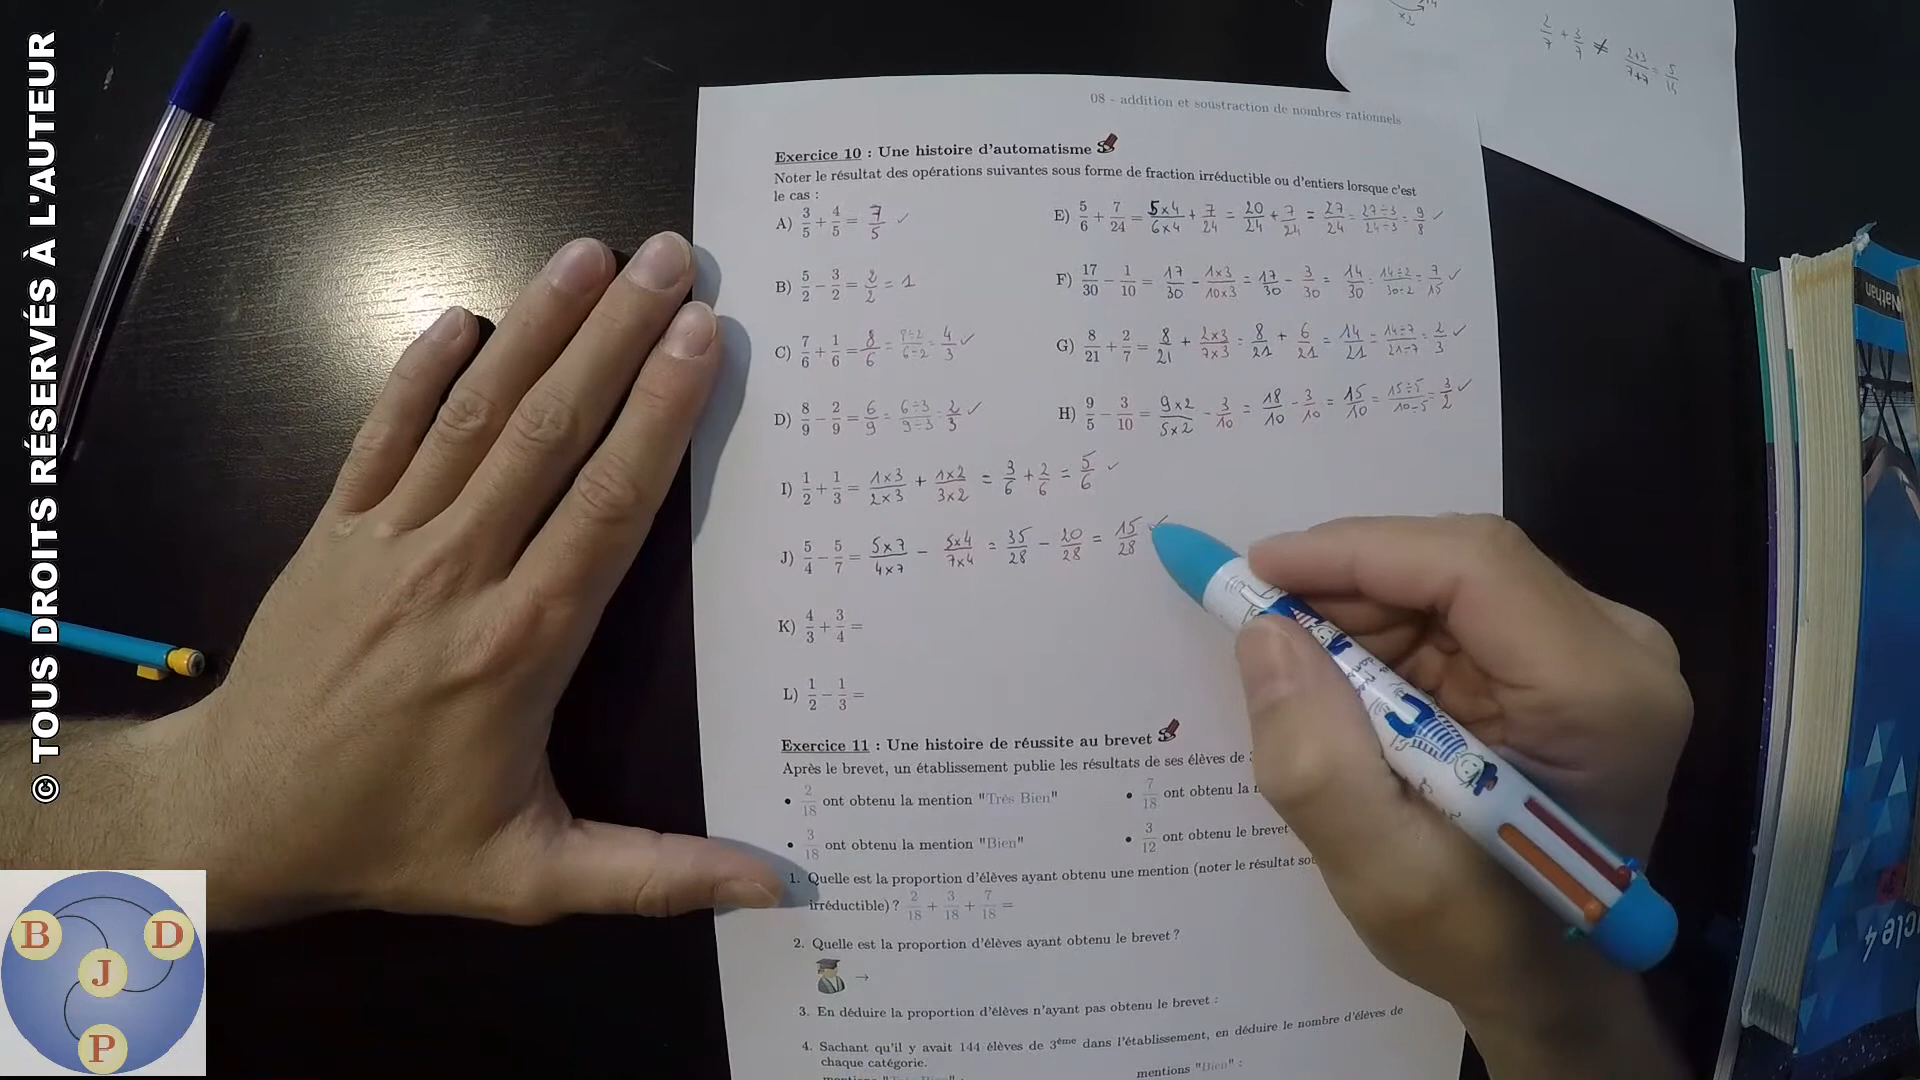 © TOUS DROITS RÉSERVÉS À L'AUTEUR
×2
2/7 + 3/7 ≠ 2+3/7+7 = 5/14
08 - addition et soustraction de nombres rationnels
Exercice 10 : Une histoire d'automatisme
Noter le résultat des opérations suivantes sous forme de fraction irréductible ou d'entiers lorsque c'est
le cas :
A) 3/5 + 4/5 = 7/5 ✓
E) 5/6 + 7/24 = 5×4/6×4 + 7/24 = 20/24 + 7/24 = 27/24 = 27÷3/24÷3 = 9/8 ✓
B) 5/2 − 3/2 = 2/2 = 1
F) 17/30 − 1/10 = 17/30 − 1×3/10×3 = 17/30 − 3/30 = 14/30 = 14÷2/30÷2 = 7/15 ✓
C) 7/6 + 1/6 = 8/6 = 8÷2/6÷2 = 4/3 ✓
G) 8/21 + 2/7 = 8/21 + 2×3/7×3 = 8/21 + 6/21 = 14/21 = 14÷7/21÷7 = 2/3 ✓
D) 8/9 − 2/9 = 6/9 = 6÷3/9÷3 = 2/3 ✓
H) 9/5 − 3/10 = 9×2/5×2 − 3/10 = 18/10 − 3/10 = 15/10 = 15÷5/10÷5 = 3/2 ✓
I) 1/2 + 1/3 = 1×3/2×3 + 1×2/3×2 = 3/6 + 2/6 = 5/6 ✓
J) 5/4 − 5/7 = 5×7/4×7 − 5×4/7×4 = 35/28 − 20/28 = 15/28 ✓
K) 4/3 + 3/4 =
L) 1/2 − 1/3 =
Exercice 11 : Une histoire de réussite au brevet
Après le brevet, un établissement publie les résultats de ses élèves de
• 2/18 ont obtenu la mention "Très Bien"
• 7/18 ont obtenu la
• 3/18 ont obtenu la mention "Bien"
• 3/12 ont obtenu le brevet
1. Quelle est la proportion d'élèves ayant obtenu une mention (noter le résultat
irréductible) ? 2/18 + 3/18 + 7/18 =
2. Quelle est la proportion d'élèves ayant obtenu le brevet ?
→
3. En déduire la proportion d'élèves n'ayant pas obtenu le brevet :
4. Sachant qu'il y avait 144 élèves de 3ème dans l'établissement, en déduire le nombre d'élèves de
chaque catégorie.
mentions "Bien" :
Nathan
cle 4
B D
J
P